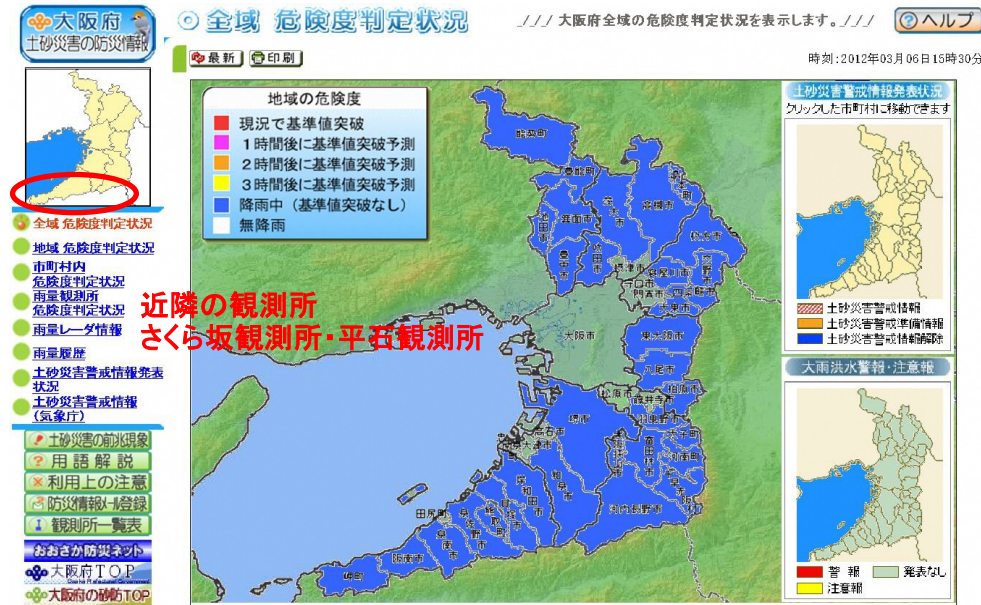 大阪府
土砂災害の防災情報
全域 危険度判定状況
/// 大阪府全域の危険度判定状況を表示します。///
?ヘルプ
最新
印刷
時刻:2012年03月06日15時30分
地域の危険度
現況で基準値突破
1時間後に基準値突破予測
2時間後に基準値突破予測
3時間後に基準値突破予測
降雨中(基準値突破なし)
無降雨
全域 危険度判定状況
地域 危険度判定状況
市町村内
危険度判定状況
雨量観測所
危険度判定状況
雨量レーダ情報
雨量履歴
土砂災害警戒情報発表
状況
土砂災害警戒情報
(気象庁)
土砂災害の前兆現象
?用語解説
利用上の注意
防災情報メール登録
観測所一覧表
おおさか防災ネット
大阪府TOP
大阪府の砂防TOP
近隣の観測所
さくら坂観測所・平石観測所
能勢町
豊能町
池田市
箕面市
茨木市
高槻市
島本町
枚方市
豊中市
吹田市
摂津市
寝屋川市
交野市
守口市
門真市
四条畷市
大東市
大阪市
東大阪市
八尾市
柏原市
松原市
藤井寺市
羽曳野市
堺市
高石市
泉大津市
太子町
河南町
富田林市
千早赤阪村
大阪狭山市
河内長野市
和泉市
岸和田市
貝塚市
熊取町
泉佐野市
田尻町
泉南市
阪南市
岬町
土砂災害警戒情報発表状況
クリックした市町村に移動できます
土砂災害警戒情報
土砂災害警戒準備情報
土砂災害警戒情報解除
大雨洪水警報・注意報
警報
発表なし
注意報